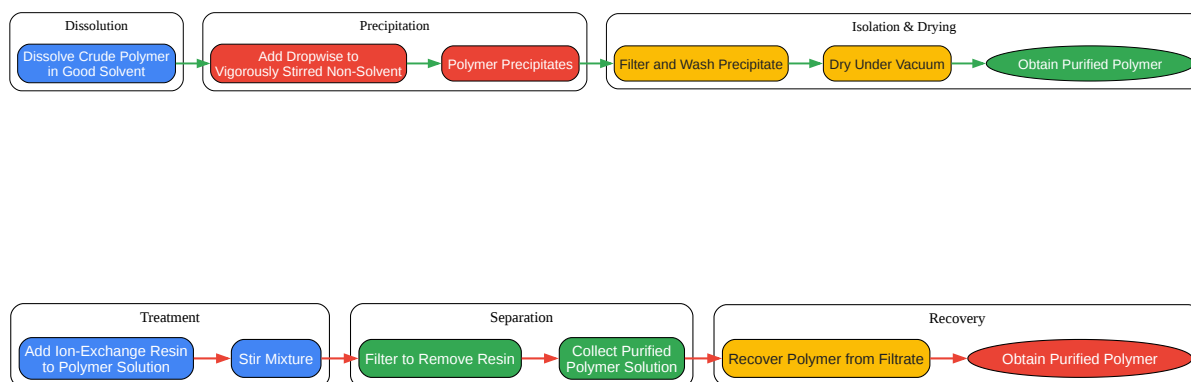 Dissolution
Dissolve Crude Polymer
in Good Solvent
Precipitation
Add Dropwise to
Vigorously Stirred Non-Solvent
Polymer Precipitates
Isolation & Drying
Filter and Wash Precipitate
Dry Under Vacuum
Obtain Purified Polymer
Treatment
Add Ion-Exchange Resin
to Polymer Solution
Stir Mixture
Separation
Filter to Remove Resin
Collect Purified
Polymer Solution
Recovery
Recover Polymer from Filtrate
Obtain Purified Polymer